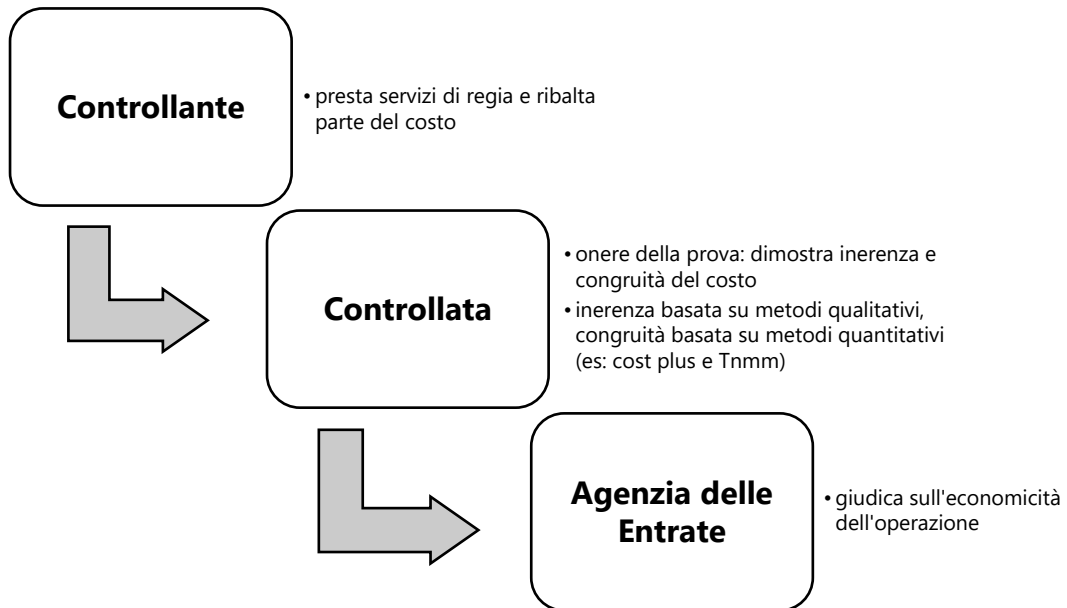 Controllante
• presta servizi di regia e ribalta
parte del costo
Controllata
• onere della prova: dimostra inerenza e
congruità del costo
• inerenza basata su metodi qualitativi,
congruità basata su metodi quantitativi
(es: cost plus e Tnmm)
Agenzia delle
Entrate
• giudica sull'economicità
dell'operazione